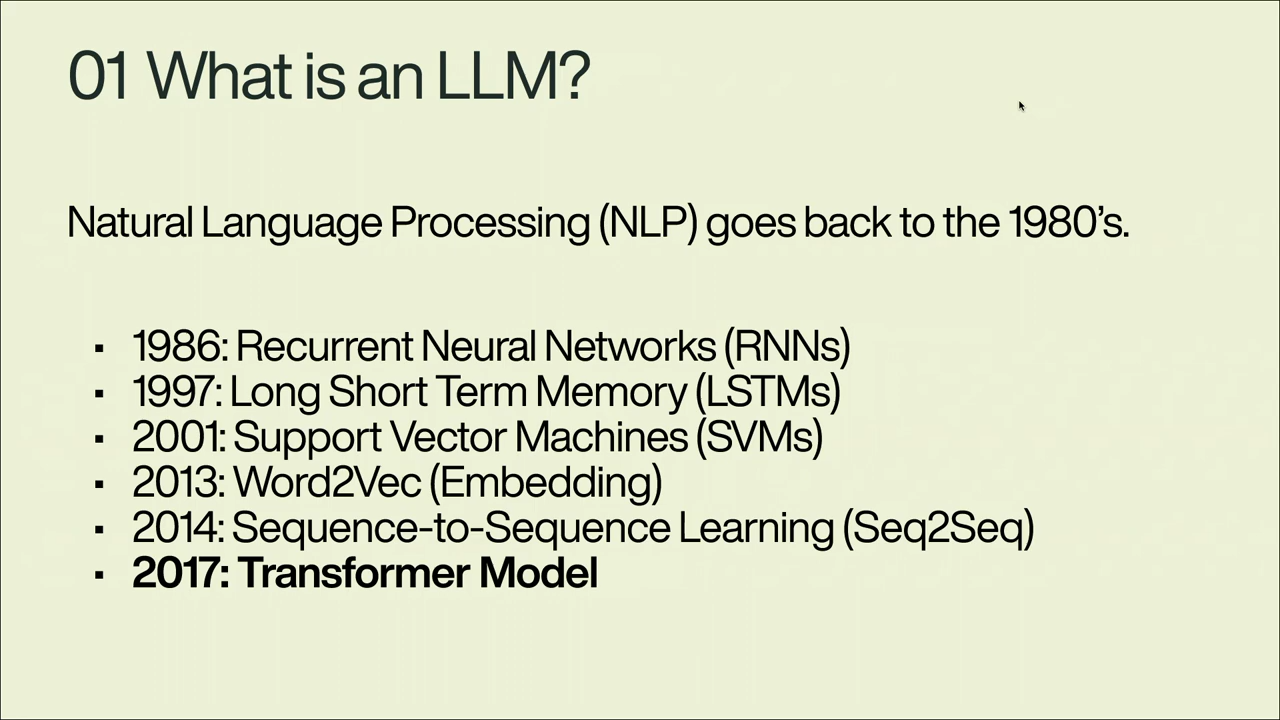 01 What is an LLM?
Natural Language Processing (NLP) goes back to the 1980’s.
▪ 1986: Recurrent Neural Networks (RNNs)
▪ 1997: Long Short Term Memory (LSTMs)
▪ 2001: Support Vector Machines (SVMs)
▪ 2013: Word2Vec (Embedding)
▪ 2014: Sequence-to-Sequence Learning (Seq2Seq)
▪ 2017: Transformer Model